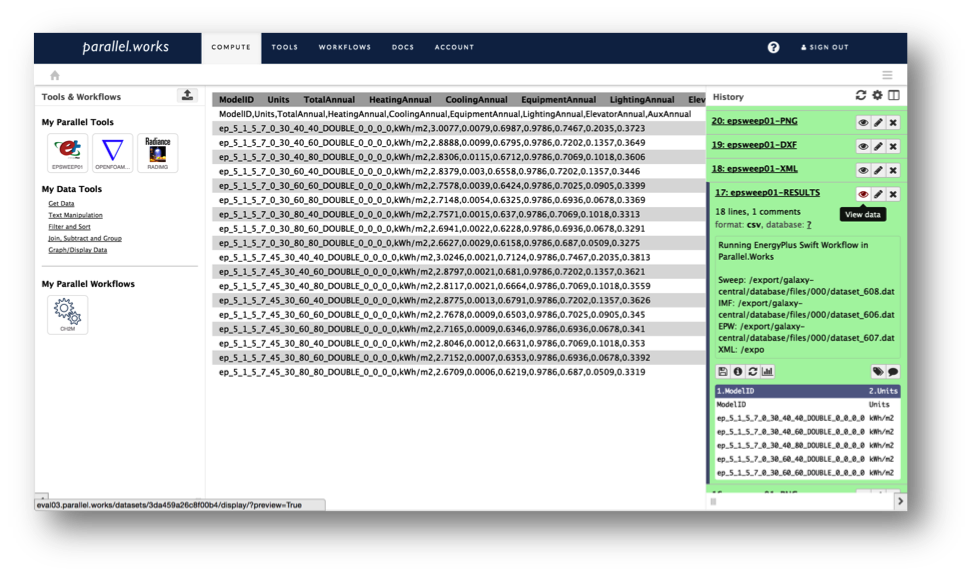 parallel.works
COMPUTE TOOLS WORKFLOWS DOCS ACCOUNT
? SIGN OUT
Tools & Workflows
My Parallel Tools
EPSWEEP01 OPENFOAM... Radiance RADIMG
My Data Tools
Get Data
Text Manipulation
Filter and Sort
Join, Subtract and Group
Graph/Display Data
My Parallel Workflows
CH2M
ModelID Units TotalAnnual HeatingAnnual CoolingAnnual EquipmentAnnual LightingAnnual Elev
ModelID,Units,TotalAnnual,HeatingAnnual,CoolingAnnual,EquipmentAnnual,LightingAnnual,ElevatorAnnual,AuxAnnual
ep_5_1_5_7_0_30_40_40_DOUBLE_0_0_0_0,kWh/m2,3.0077,0.0079,0.6987,0.9786,0.7467,0.2035,0.3723
ep_5_1_5_7_0_30_40_60_DOUBLE_0_0_0_0,kWh/m2,2.8888,0.0099,0.6795,0.9786,0.7202,0.1357,0.3649
ep_5_1_5_7_0_30_40_80_DOUBLE_0_0_0_0,kWh/m2,2.8306,0.0115,0.6712,0.9786,0.7069,0.1018,0.3606
ep_5_1_5_7_0_30_60_40_DOUBLE_0_0_0_0,kWh/m2,2.8379,0.003,0.6558,0.9786,0.7202,0.1357,0.3446
ep_5_1_5_7_0_30_60_60_DOUBLE_0_0_0_0,kWh/m2,2.7578,0.0039,0.6424,0.9786,0.7025,0.0905,0.3399
ep_5_1_5_7_0_30_60_80_DOUBLE_0_0_0_0,kWh/m2,2.7148,0.0054,0.6325,0.9786,0.6936,0.0678,0.3369
ep_5_1_5_7_0_30_80_40_DOUBLE_0_0_0_0,kWh/m2,2.7571,0.0015,0.637,0.9786,0.7069,0.1018,0.3313
ep_5_1_5_7_0_30_80_60_DOUBLE_0_0_0_0,kWh/m2,2.6941,0.0022,0.6228,0.9786,0.6936,0.0678,0.3291
ep_5_1_5_7_0_30_80_80_DOUBLE_0_0_0_0,kWh/m2,2.6627,0.0029,0.6158,0.9786,0.687,0.0509,0.3275
ep_5_1_5_7_45_30_40_40_DOUBLE_0_0_0_0,kWh/m2,3.0246,0.0021,0.7124,0.9786,0.7467,0.2035,0.3813
ep_5_1_5_7_45_30_40_60_DOUBLE_0_0_0_0,kWh/m2,2.8797,0.0021,0.681,0.9786,0.7202,0.1357,0.3621
ep_5_1_5_7_45_30_40_80_DOUBLE_0_0_0_0,kWh/m2,2.8117,0.0021,0.6664,0.9786,0.7069,0.1018,0.3559
ep_5_1_5_7_45_30_60_40_DOUBLE_0_0_0_0,kWh/m2,2.8775,0.0013,0.6791,0.9786,0.7202,0.1357,0.3626
ep_5_1_5_7_45_30_60_60_DOUBLE_0_0_0_0,kWh/m2,2.7678,0.0009,0.6503,0.9786,0.7025,0.0905,0.345
ep_5_1_5_7_45_30_60_80_DOUBLE_0_0_0_0,kWh/m2,2.7165,0.0009,0.6346,0.9786,0.6936,0.0678,0.341
ep_5_1_5_7_45_30_80_40_DOUBLE_0_0_0_0,kWh/m2,2.8046,0.0012,0.6631,0.9786,0.7069,0.1018,0.353
ep_5_1_5_7_45_30_80_60_DOUBLE_0_0_0_0,kWh/m2,2.7152,0.0007,0.6353,0.9786,0.6936,0.0678,0.3392
ep_5_1_5_7_45_30_80_80_DOUBLE_0_0_0_0,kWh/m2,2.6709,0.0006,0.6219,0.9786,0.687,0.0509,0.3319
History
20: epsweep01-PNG
19: epsweep01-DXF
18: epsweep01-XML
17: epsweep01-RESULTS
View data
18 lines, 1 comments
format: csv, database: ?
Running EnergyPlus Swift Workflow in
Parallel.Works
Sweep: /export/galaxy-
central/database/files/000/dataset_608.dat
IMF: /export/galaxy-
central/database/files/000/dataset_606.dat
EPW: /export/galaxy-
central/database/files/000/dataset_607.dat
XML: /expo
1.ModelID 2.Units
ModelID Units
ep_5_1_5_7_0_30_40_40_DOUBLE_0_0_0_0 kWh/m2
ep_5_1_5_7_0_30_40_60_DOUBLE_0_0_0_0 kWh/m2
ep_5_1_5_7_0_30_40_80_DOUBLE_0_0_0_0 kWh/m2
ep_5_1_5_7_0_30_60_40_DOUBLE_0_0_0_0 kWh/m2
ep_5_1_5_7_0_30_60_60_DOUBLE_0_0_0_0 kWh/m2
eval03.parallel.works/datasets/3da459a26c8f00b4/display/?preview=True